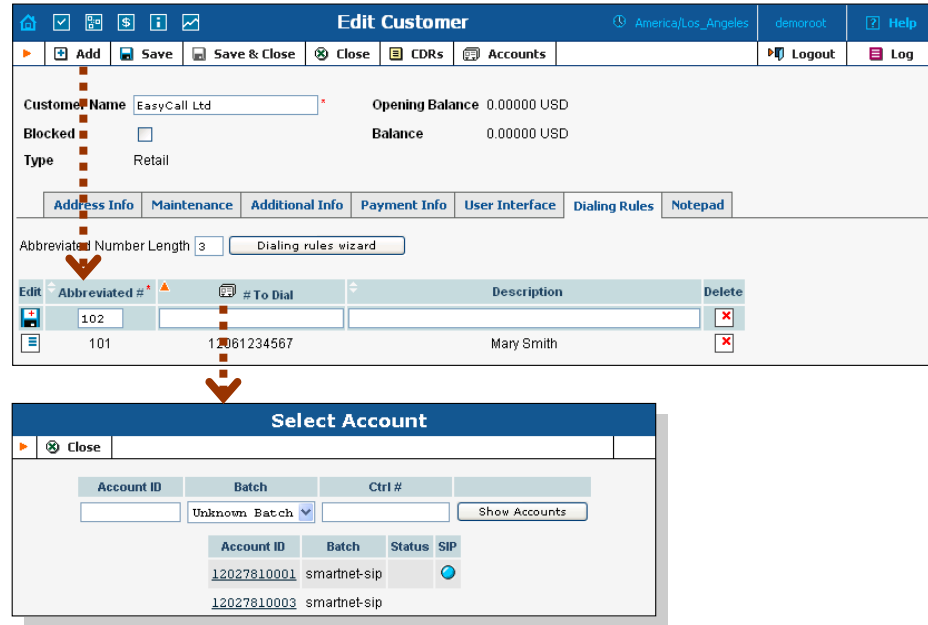 Edit Customer America/Los_Angeles demoroot ? Help
Add Save Save & Close Close CDRs Accounts Logout Log
Customer Name EasyCall Ltd * Opening Balance 0.00000 USD
Blocked Balance 0.00000 USD
Type Retail
Address Info Maintenance Additional Info Payment Info User Interface Dialing Rules Notepad
Abbreviated Number Length 3 Dialing rules wizard
Edit Abbreviated #* # To Dial Description Delete
102
101 12061234567 Mary Smith
Select Account
Close
Account ID Batch Ctrl #
Unknown Batch Show Accounts
Account ID Batch Status SIP
12027810001 smartnet-sip
12027810003 smartnet-sip